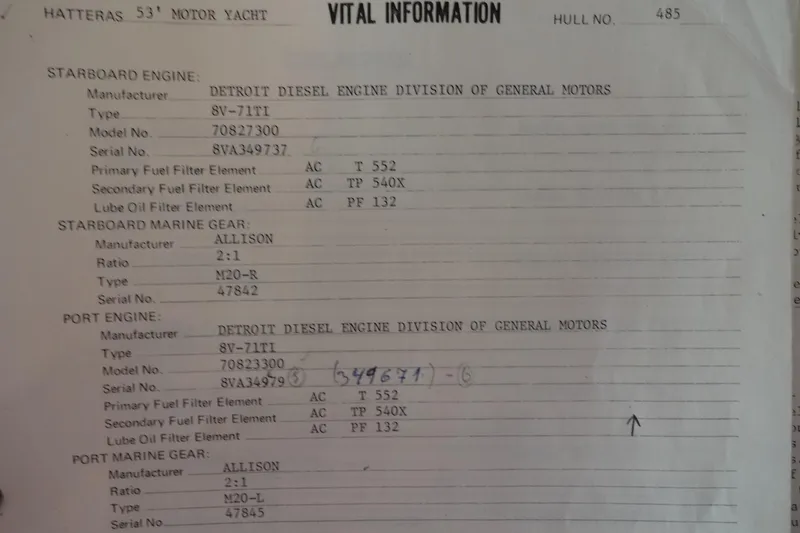 HATTERAS 53' MOTOR YACHT VITAL INFORMATION HULL NO. 485
STARBOARD ENGINE:
Manufacturer DETROIT DIESEL ENGINE DIVISION OF GENERAL MOTORS
Type 8V-71TI
Model No. 70827300
Serial No. 8VA349737
Primary Fuel Filter Element AC T 552
Secondary Fuel Filter Element AC TP 540X
Lube Oil Filter Element AC PF 132
STARBOARD MARINE GEAR:
Manufacturer ALLISON
Ratio 2:1
Type M20-R
Serial No. 47842
PORT ENGINE:
Manufacturer DETROIT DIESEL ENGINE DIVISION OF GENERAL MOTORS
Type 8V-71TI
Model No. 70823300
Serial No. (349671)
Primary Fuel Filter Element AC T 552
Secondary Fuel Filter Element AC TP 540X
Lube Oil Filter Element AC PF 132
PORT MARINE GEAR:
Manufacturer ALLISON
Ratio 2:1
Type M20-L
Serial No. 47845